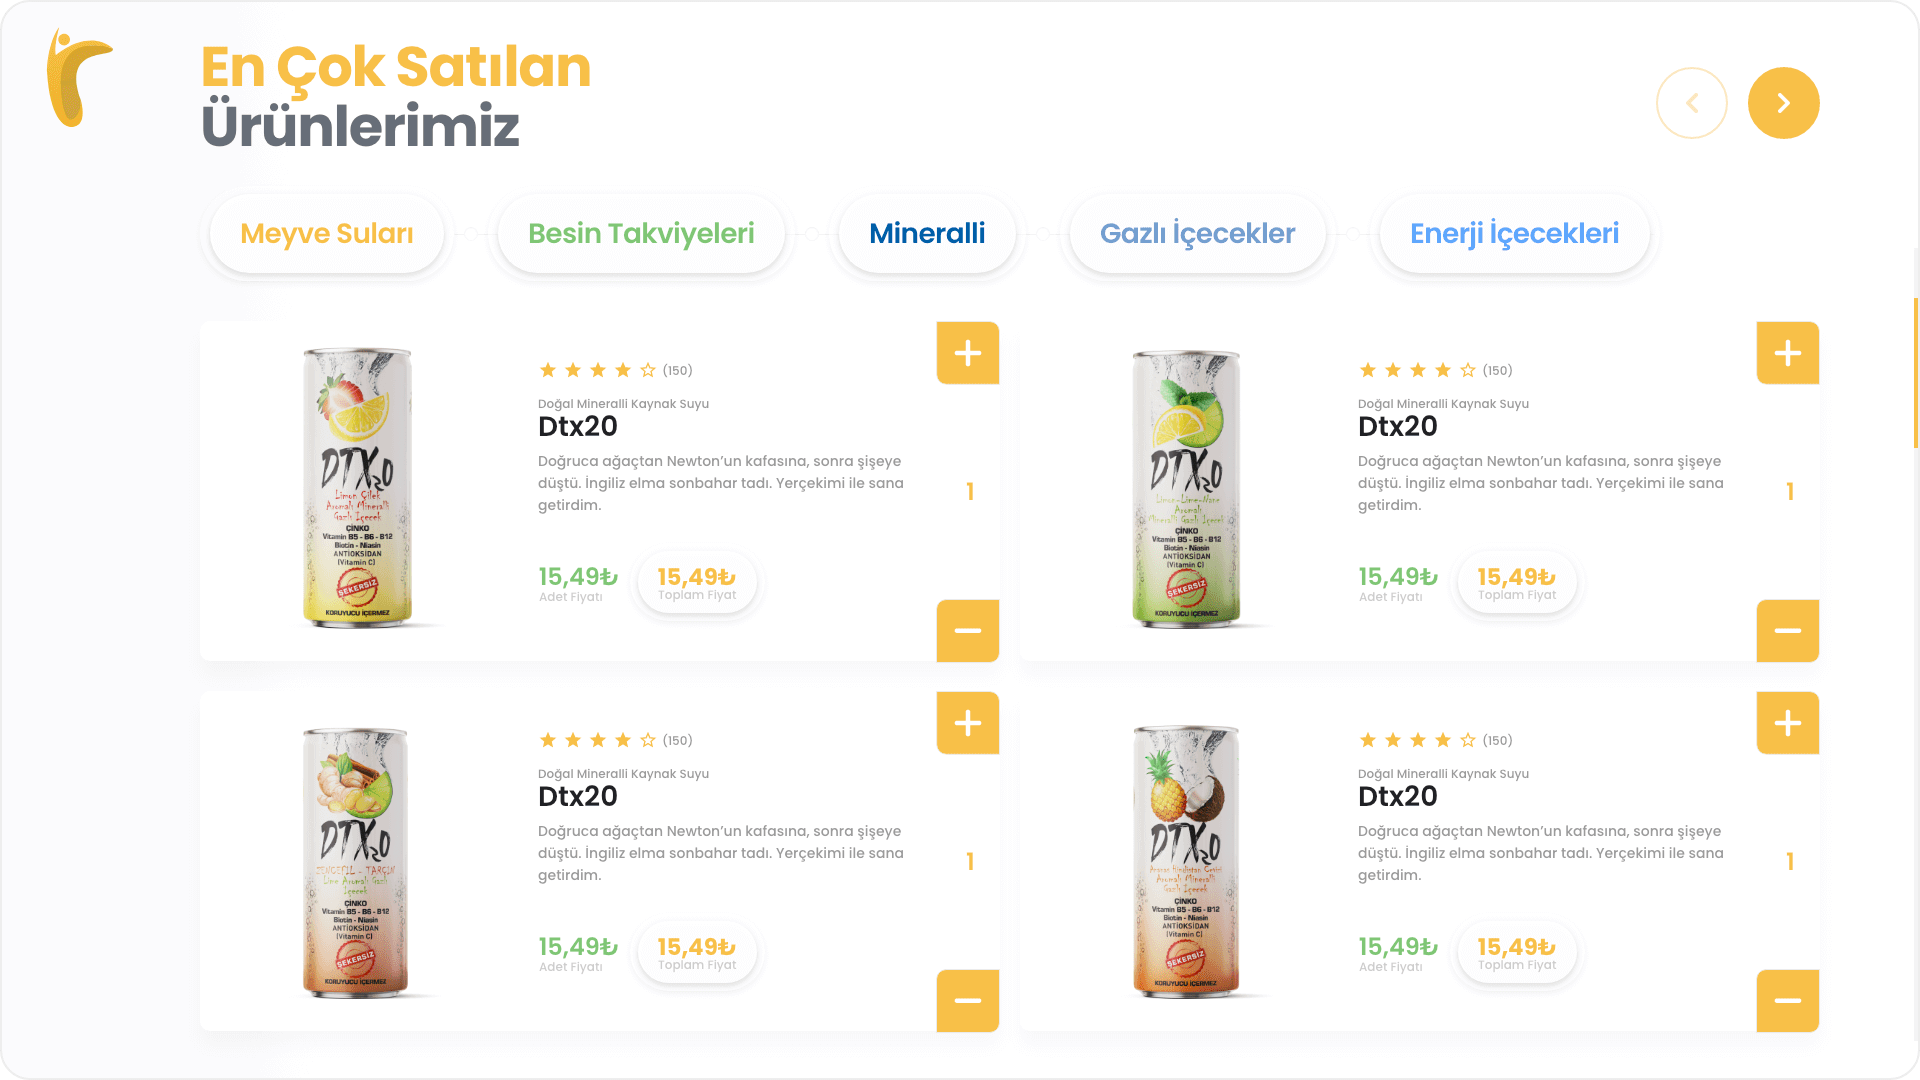 En Çok Satılan
Ürünlerimiz
Meyve Suları
Besin Takviyeleri
Mineralli
Gazlı İçecekler
Enerji İçecekleri
DTX20
Limon Çilek
Aromalı Mineralli
Gazlı İçecek
ÇİNKO
Vitamin B5 - B6 - B12
Biotin - Niasin
ANTİOKSİDAN
(Vitamin C)
ŞEKERSİZ
KORUYUCU İÇERMEZ
(150)
Doğal Mineralli Kaynak Suyu
Dtx20
Doğruca ağaçtan Newton’un kafasına, sonra şişeye
düştü. İngiliz elma sonbahar tadı. Yerçekimi ile sana
getirdim.
15,49₺
Adet Fiyatı
15,49₺
Toplam Fiyat
+
1
−
DTX20
Limon-Lime-Nane
Aromalı
Mineralli Gazlı İçecek
ÇİNKO
Vitamin B5 - B6 - B12
Biotin - Niasin
ANTİOKSİDAN
(Vitamin C)
ŞEKERSİZ
KORUYUCU İÇERMEZ
(150)
Doğal Mineralli Kaynak Suyu
Dtx20
Doğruca ağaçtan Newton’un kafasına, sonra şişeye
düştü. İngiliz elma sonbahar tadı. Yerçekimi ile sana
getirdim.
15,49₺
Adet Fiyatı
15,49₺
Toplam Fiyat
+
1
−
DTX20
ZENCEFİL - TARÇIN
Lime Aromalı Gazlı
İçecek
ÇİNKO
Vitamin B5 - B6 - B12
Biotin - Niasin
ANTİOKSİDAN
(Vitamin C)
ŞEKERSİZ
KORUYUCU İÇERMEZ
(150)
Doğal Mineralli Kaynak Suyu
Dtx20
Doğruca ağaçtan Newton’un kafasına, sonra şişeye
düştü. İngiliz elma sonbahar tadı. Yerçekimi ile sana
getirdim.
15,49₺
Adet Fiyatı
15,49₺
Toplam Fiyat
+
1
−
DTX20
Ananas Hindistan Cevizi
Aromalı Mineralli
Gazlı İçecek
ÇİNKO
Vitamin B5 - B6 - B12
Biotin - Niasin
ANTİOKSİDAN
(Vitamin C)
ŞEKERSİZ
KORUYUCU İÇERMEZ
(150)
Doğal Mineralli Kaynak Suyu
Dtx20
Doğruca ağaçtan Newton’un kafasına, sonra şişeye
düştü. İngiliz elma sonbahar tadı. Yerçekimi ile sana
getirdim.
15,49₺
Adet Fiyatı
15,49₺
Toplam Fiyat
+
1
−